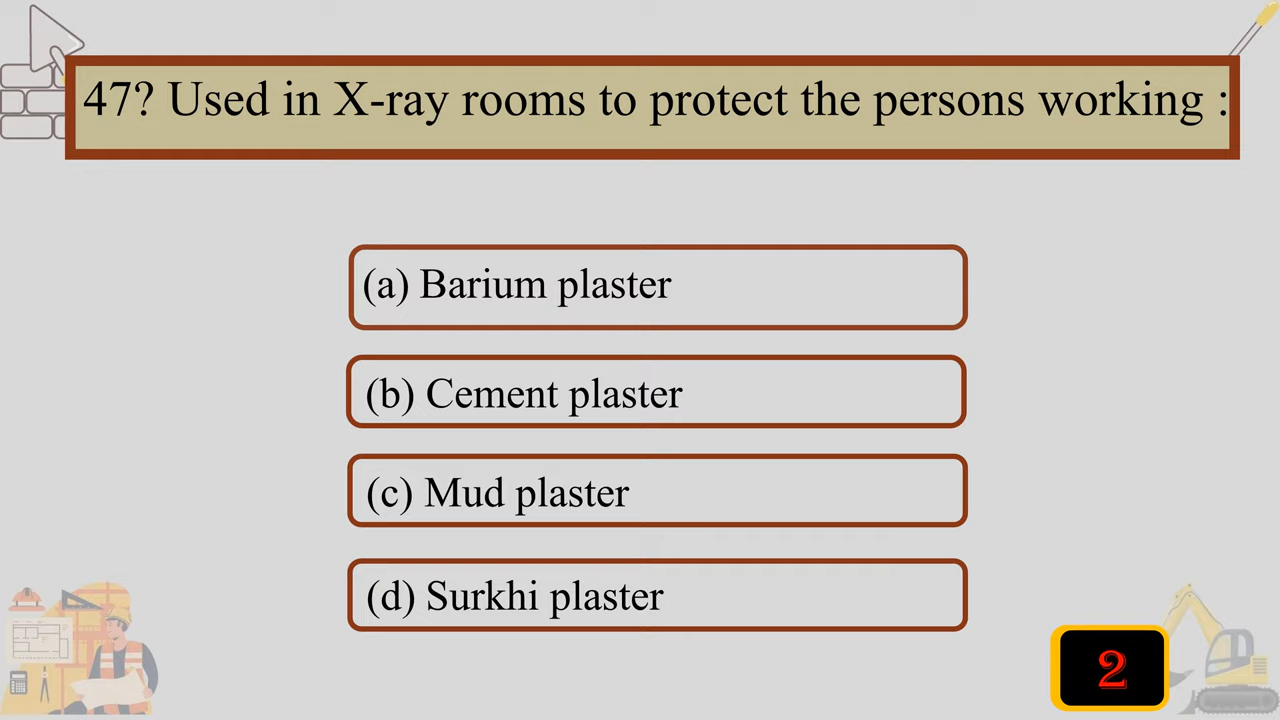 47? Used in X-ray rooms to protect the persons working :
(a) Barium plaster
(b) Cement plaster
(c) Mud plaster
(d) Surkhi plaster
2